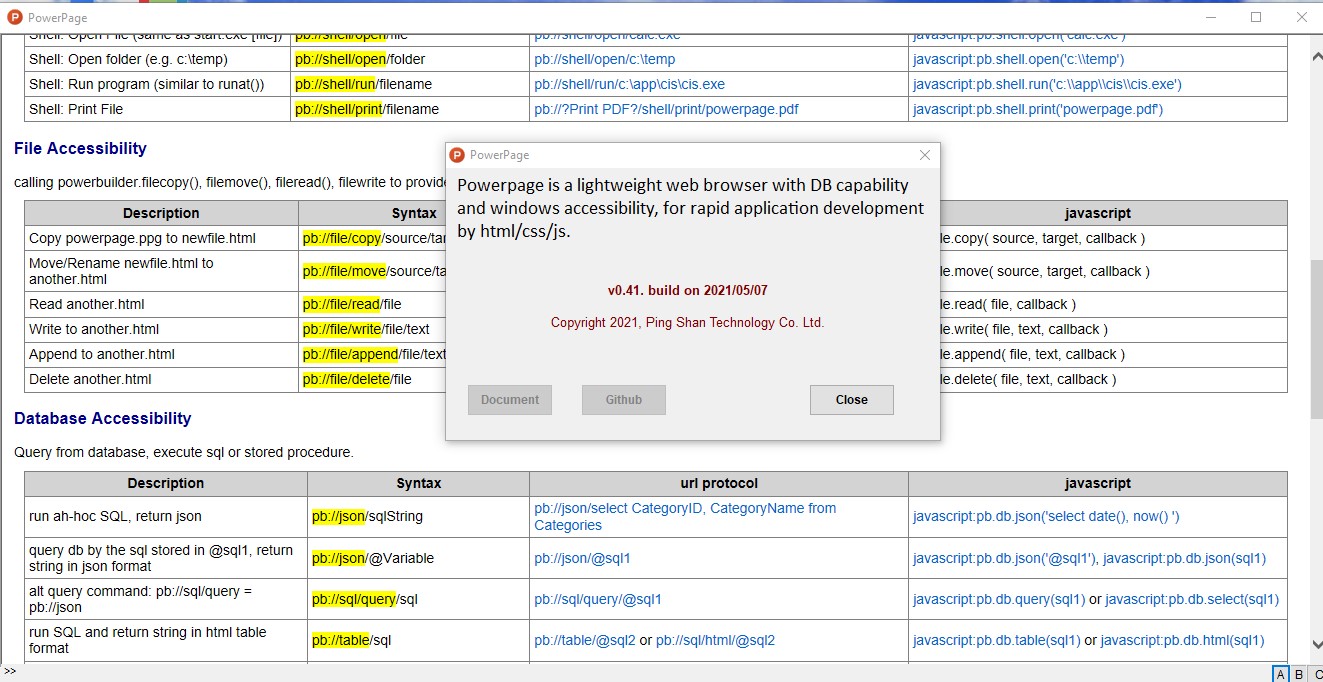 PowerPage
Shell: Open File (same as start.exe [file]) pb://shell/open/file pb://shell/open/calc.exe javascript:pb.shell.open('calc.exe')
Shell: Open folder (e.g. c:\temp) pb://shell/open/folder pb://shell/open/c:\temp javascript:pb.shell.open('c:\\temp')
Shell: Run program (similar to runat()) pb://shell/run/filename pb://shell/run/c:\app\cis\cis.exe javascript:pb.shell.run('c:\\app\\cis\\cis.exe')
Shell: Print File pb://shell/print/filename pb://?Print PDF?/shell/print/powerpage.pdf javascript:pb.shell.print('powerpage.pdf')
File Accessibility
calling powerbuilder.filecopy(), filemove(), fileread(), filewrite to provide
Description Syntax javascript
Copy powerpage.ppg to newfile.html pb://file/copy/source/tar le.copy( source, target, callback )
Move/Rename newfile.html to
another.html pb://file/move/source/ta le.move( source, target, callback )
Read another.html pb://file/read/file le.read( file, callback )
Write to another.html pb://file/write/file/text le.write( file, text, callback )
Append to another.html pb://file/append/file/text le.append( file, text, callback )
Delete another.html pb://file/delete/file le.delete( file, text, callback )
PowerPage
Powerpage is a lightweight web browser with DB capability
and windows accessibility, for rapid application development
by html/css/js.
v0.41. build on 2021/05/07
Copyright 2021, Ping Shan Technology Co. Ltd.
Document Github Close
Database Accessibility
Query from database, execute sql or stored procedure.
Description Syntax url protocol javascript
run ah-hoc SQL, return json pb://json/sqlString pb://json/select CategoryID, CategoryName from
Categories javascript:pb.db.json('select date(), now() ')
query db by the sql stored in @sql1, return
string in json format pb://json/@Variable pb://json/@sql1 javascript:pb.db.json('@sql1'), javascript:pb.db.json(sql1)
alt query command: pb://sql/query =
pb://json pb://sql/query/sql pb://sql/query/@sql1 javascript:pb.db.query(sql1) or javascript:pb.db.select(sql1)
run SQL and return string in html table
format pb://table/sql pb://table/@sql2 or pb://sql/html/@sql2 javascript:pb.db.table(sql1) or javascript:pb.db.html(sql1)
>> A B C